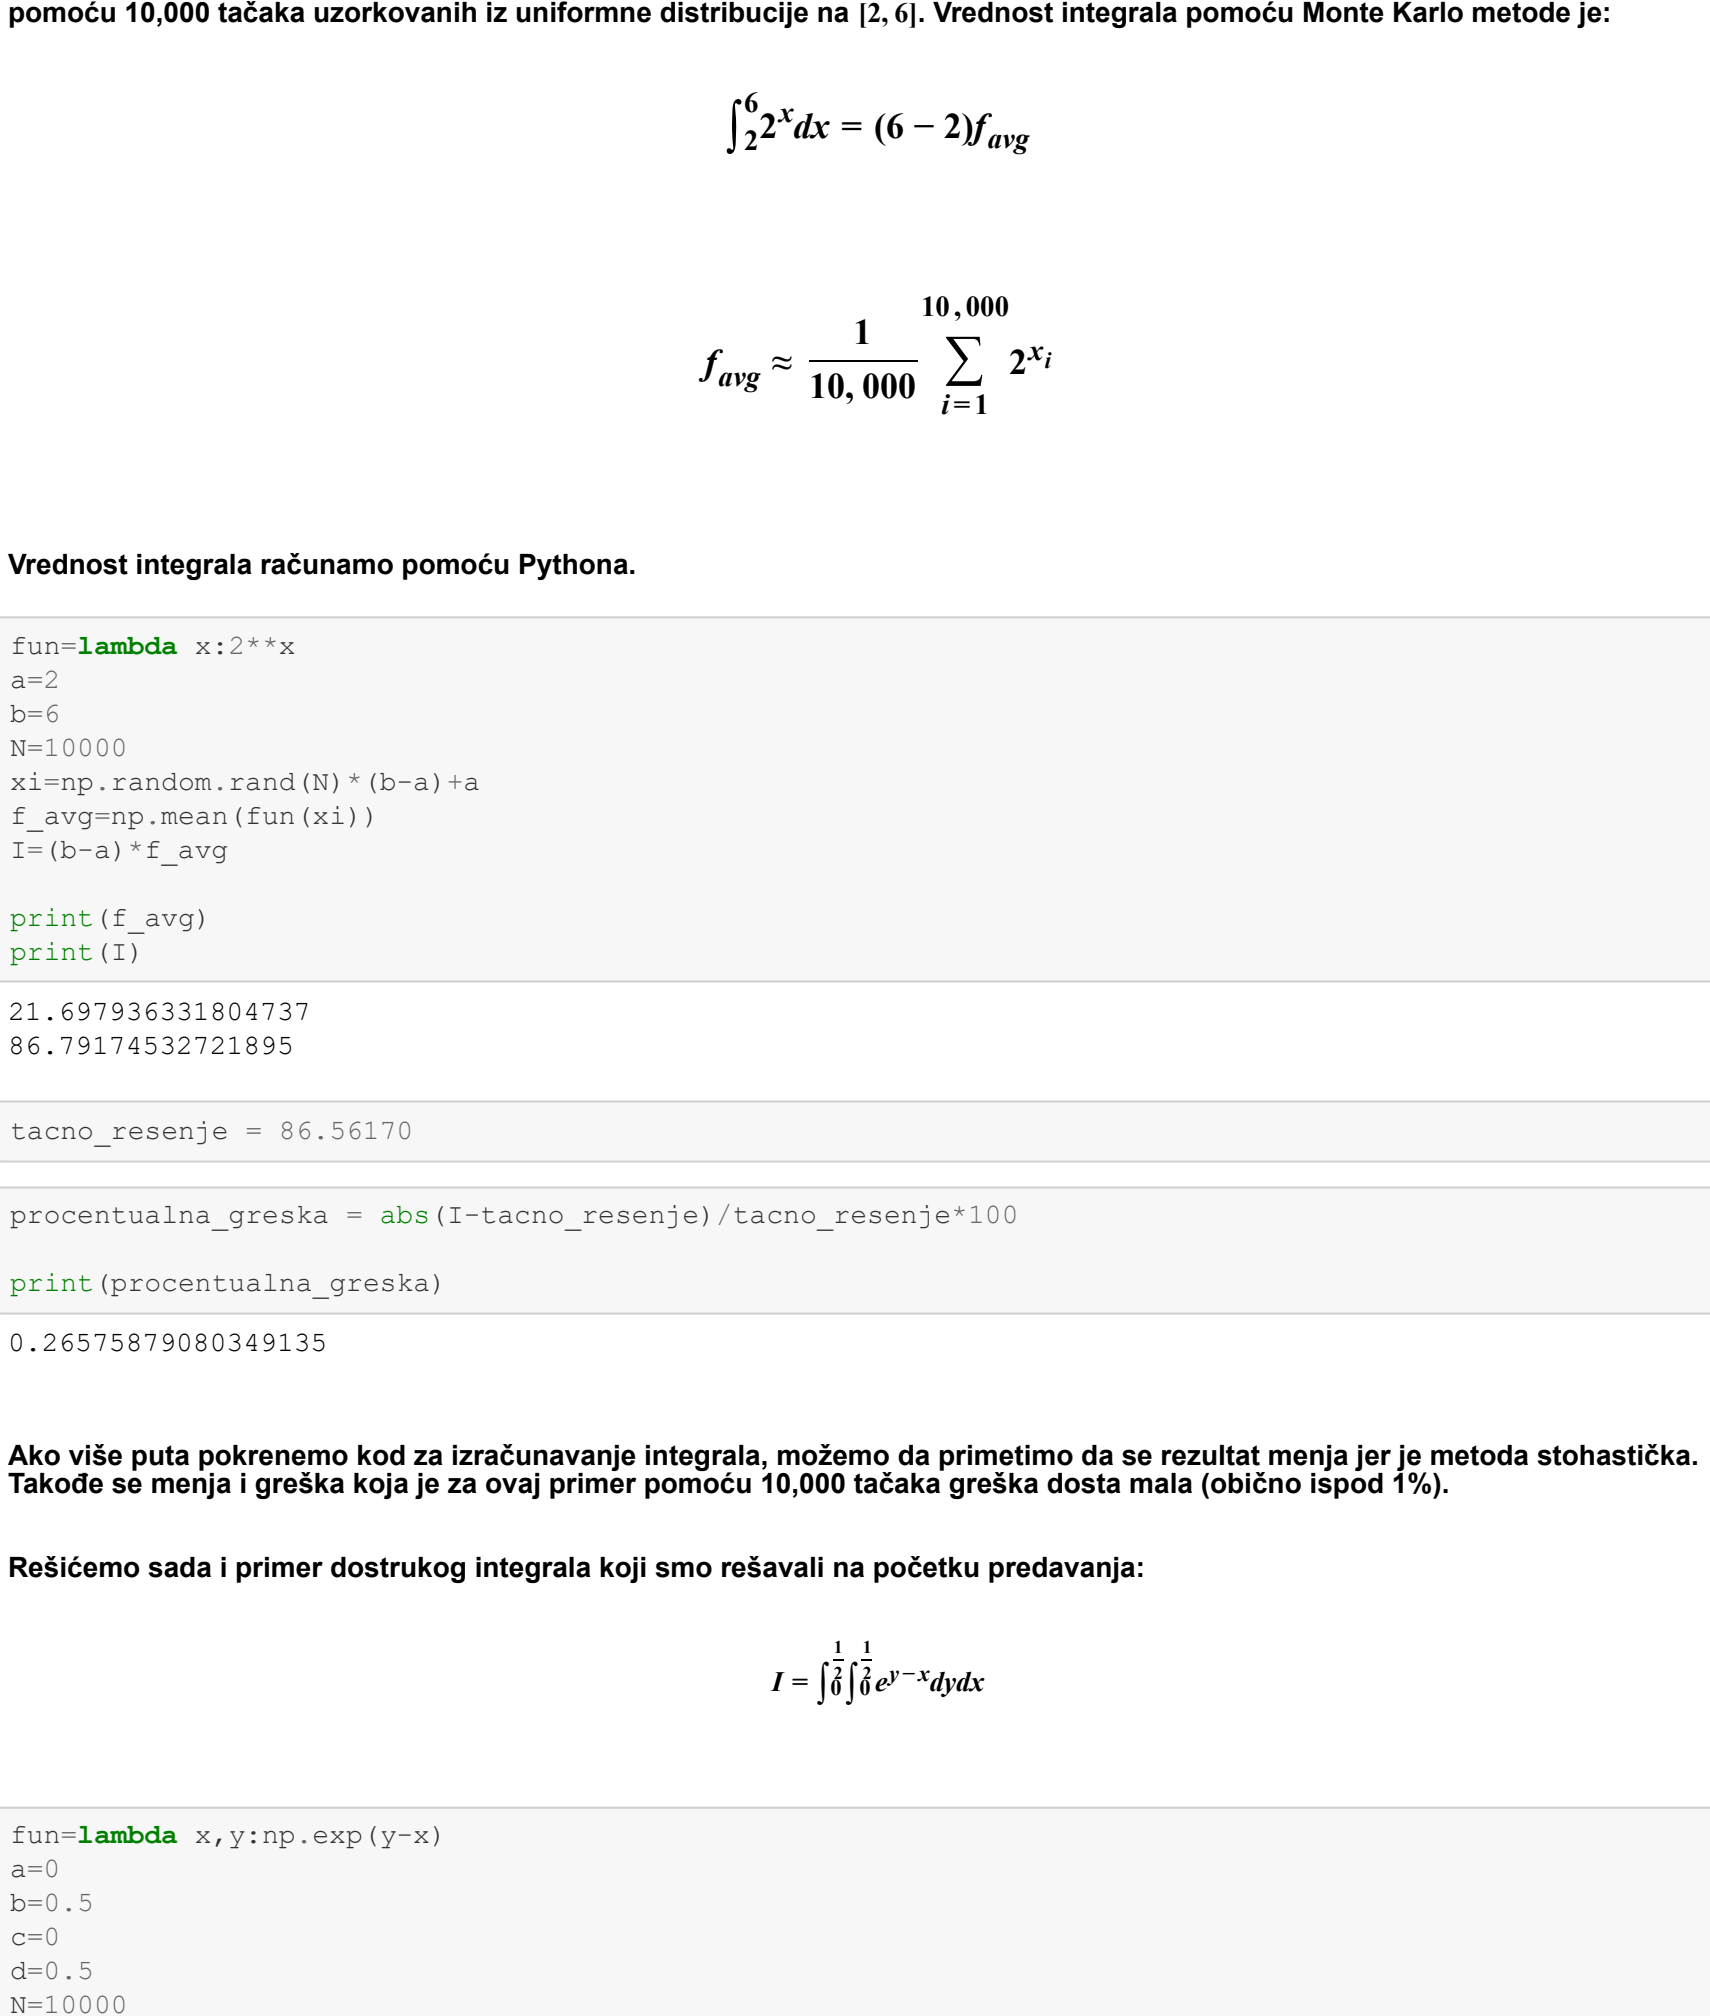 pomoću 10,000 tačaka uzorkovanih iz uniformne distribucije na [2, 6]. Vrednost integrala pomoću Monte Karlo metode je:
∫₂⁶ 2ˣdx = (6 − 2)f_avg
f_avg ≈ 1/10,000 ∑_{i=1}^{10,000} 2^{x_i}
Vrednost integrala računamo pomoću Pythona.
fun=lambda x:2**x
a=2
b=6
N=10000
xi=np.random.rand(N)*(b-a)+a
f_avg=np.mean(fun(xi))
I=(b-a)*f_avg
print(f_avg)
print(I)
21.697936331804737
86.79174532721895
tacno_resenje = 86.56170
procentualna_greska = abs(I-tacno_resenje)/tacno_resenje*100
print(procentualna_greska)
0.26575879080349135
Ako više puta pokrenemo kod za izračunavanje integrala, možemo da primetimo da se rezultat menja jer je metoda stohastička.
Takođe se menja i greška koja je za ovaj primer pomoću 10,000 tačaka greška dosta mala (obično ispod 1%).
Rešićemo sada i primer dostrukog integrala koji smo rešavali na početku predavanja:
I = ∫₀^{1/2} ∫₀^{1/2} e^{y−x}dydx
fun=lambda x,y:np.exp(y-x)
a=0
b=0.5
c=0
d=0.5
N=10000